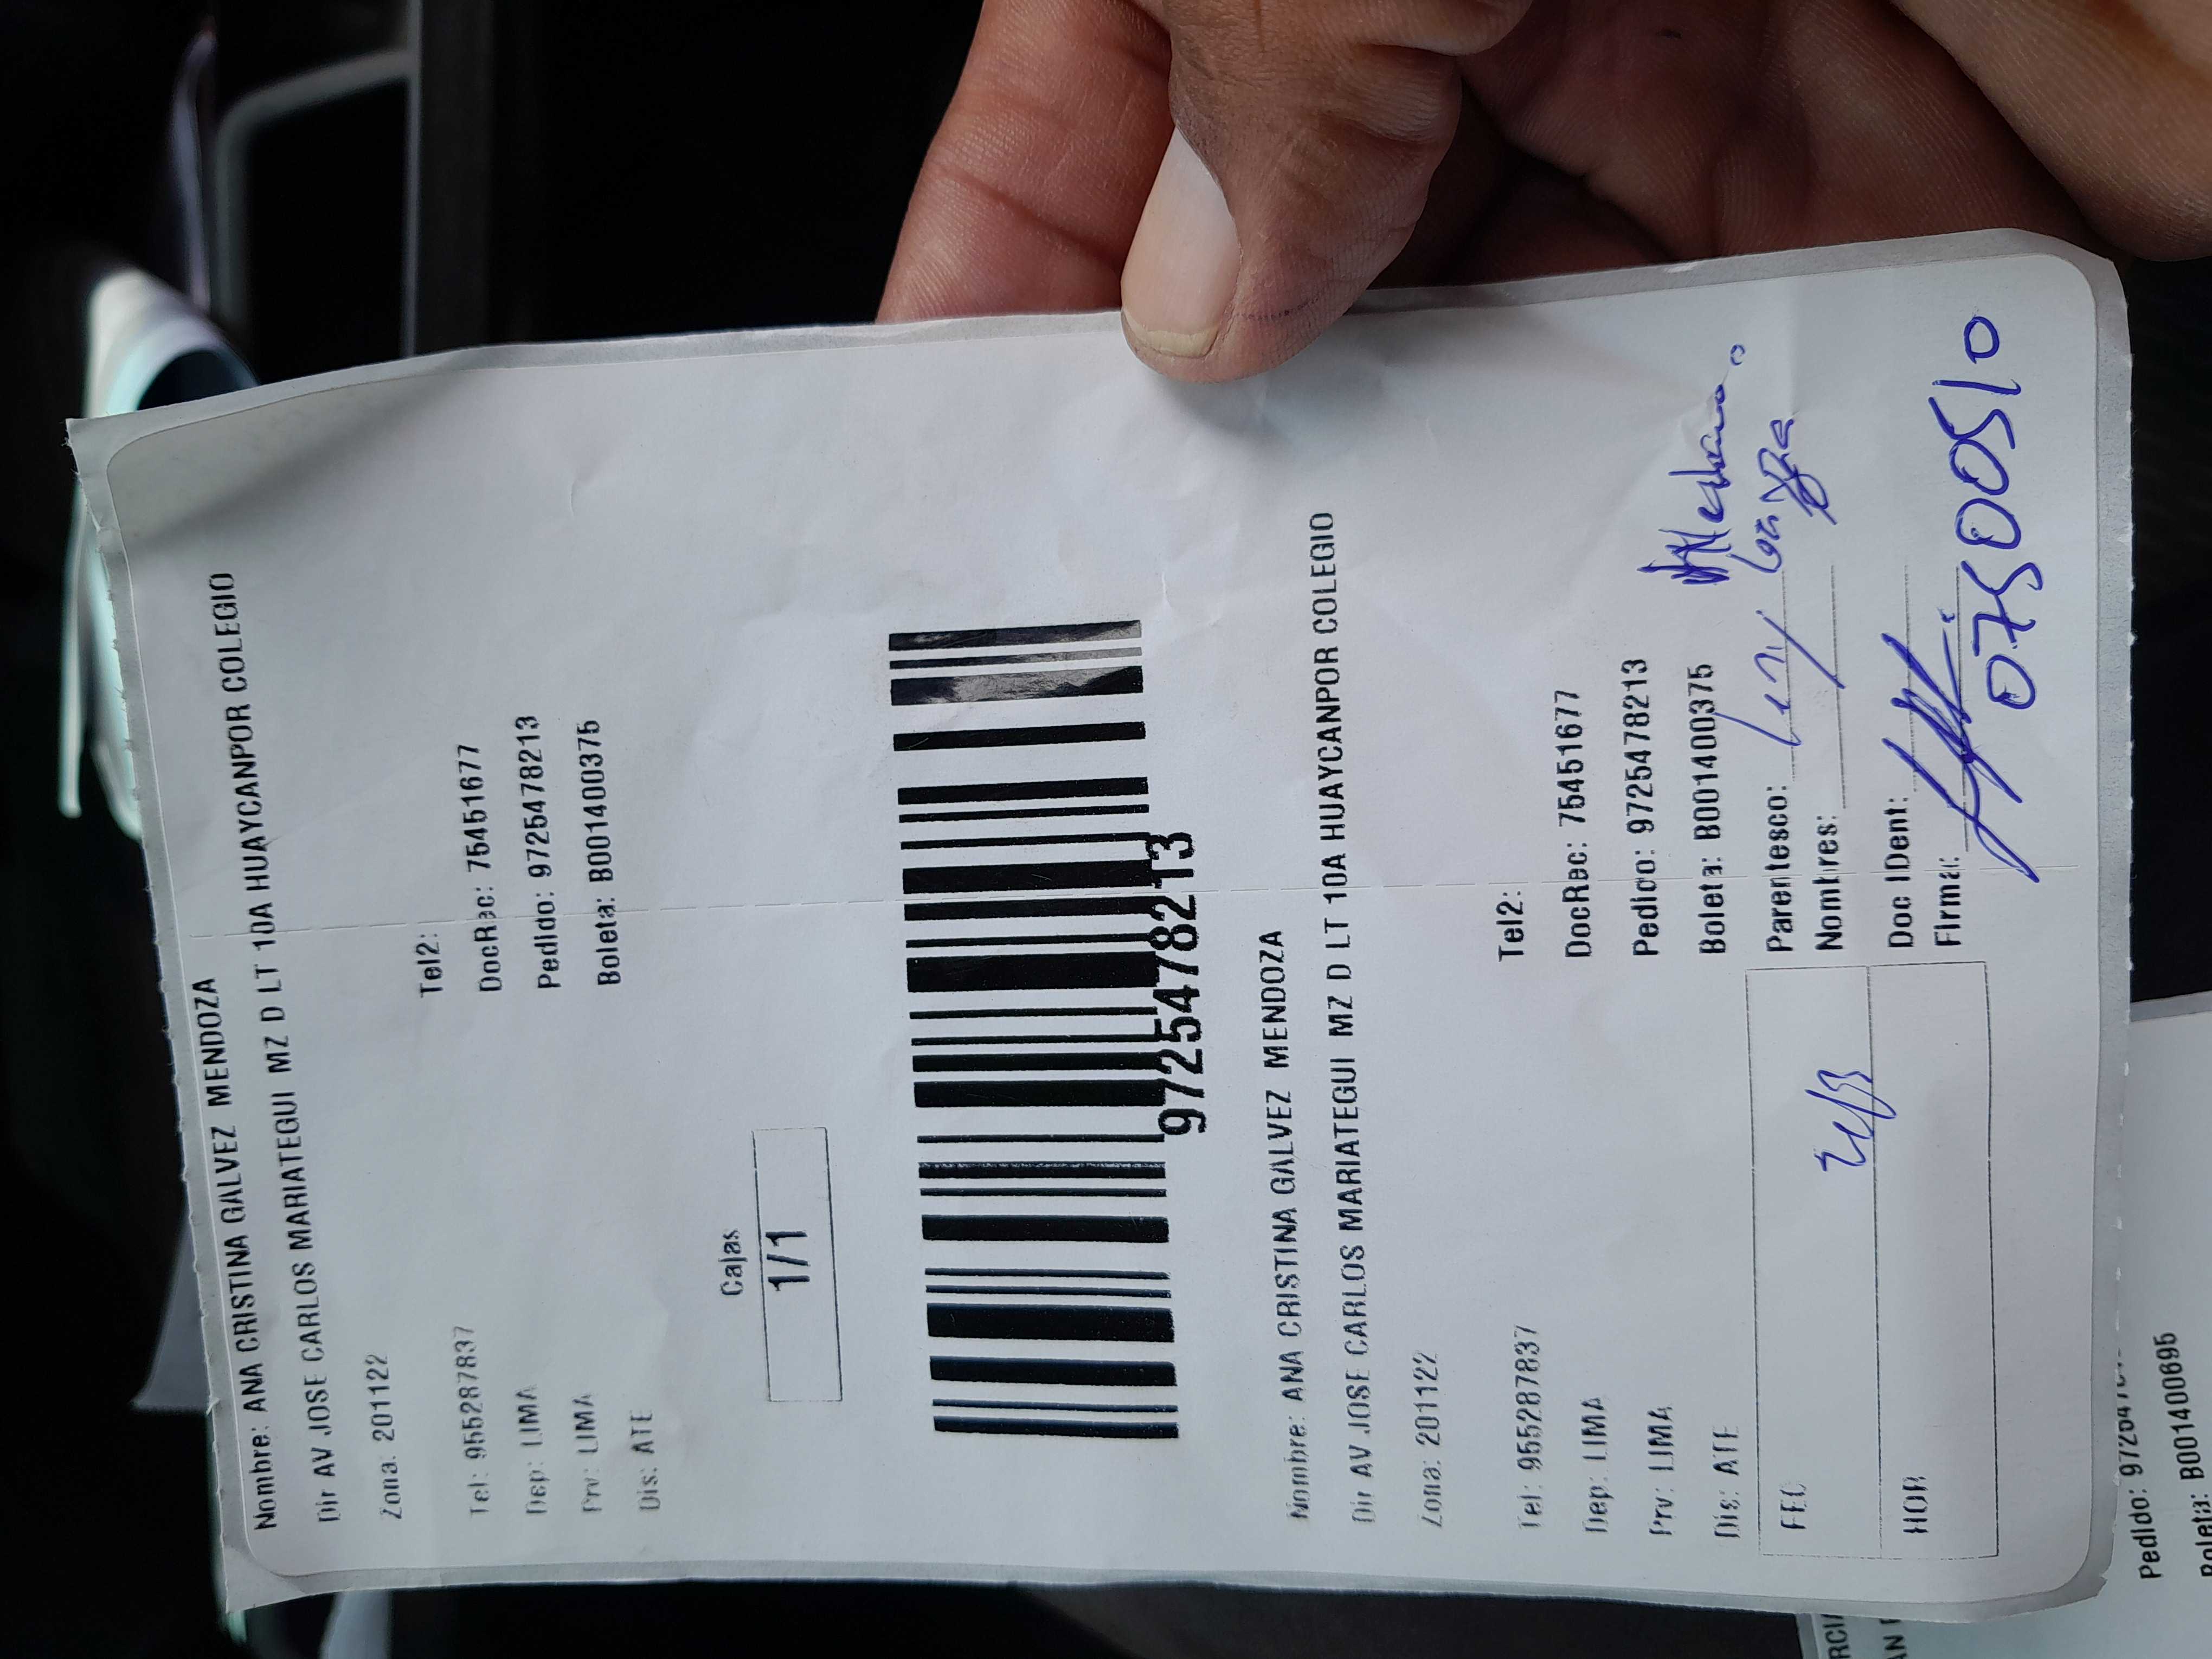 Nombre: ANA CRISTINA GALVEZ MENDOZA
Dir AV JOSE CARLOS MARIATEGUI MZ D LT 10A HUAYCANPOR COLEGIO
Zona: 201122
Tel2:
Tel: 955287837 DocRec: 75451677
Dep: LIMA Pedido: 9725478213
Prv: LIMA Boleta: B001400375
Dis: ATE
Cajas
1/1
9725478213
Nombre: ANA CRISTINA GALVEZ MENDOZA
Dir AV JOSE CARLOS MARIATEGUI MZ D LT 10A HUAYCANPOR COLEGIO
Zona: 201122
Tel2:
Tel: 955287837 DocRec: 75451677
Dep: LIMA Pedido: 9725478213
Prv: LIMA Boleta: B001400375
Dis: ATE
FEC Parentesco:
Nombres:
HOR Doc IDent:
Firma:
07500510
Pedido:
Boleta: B001400695